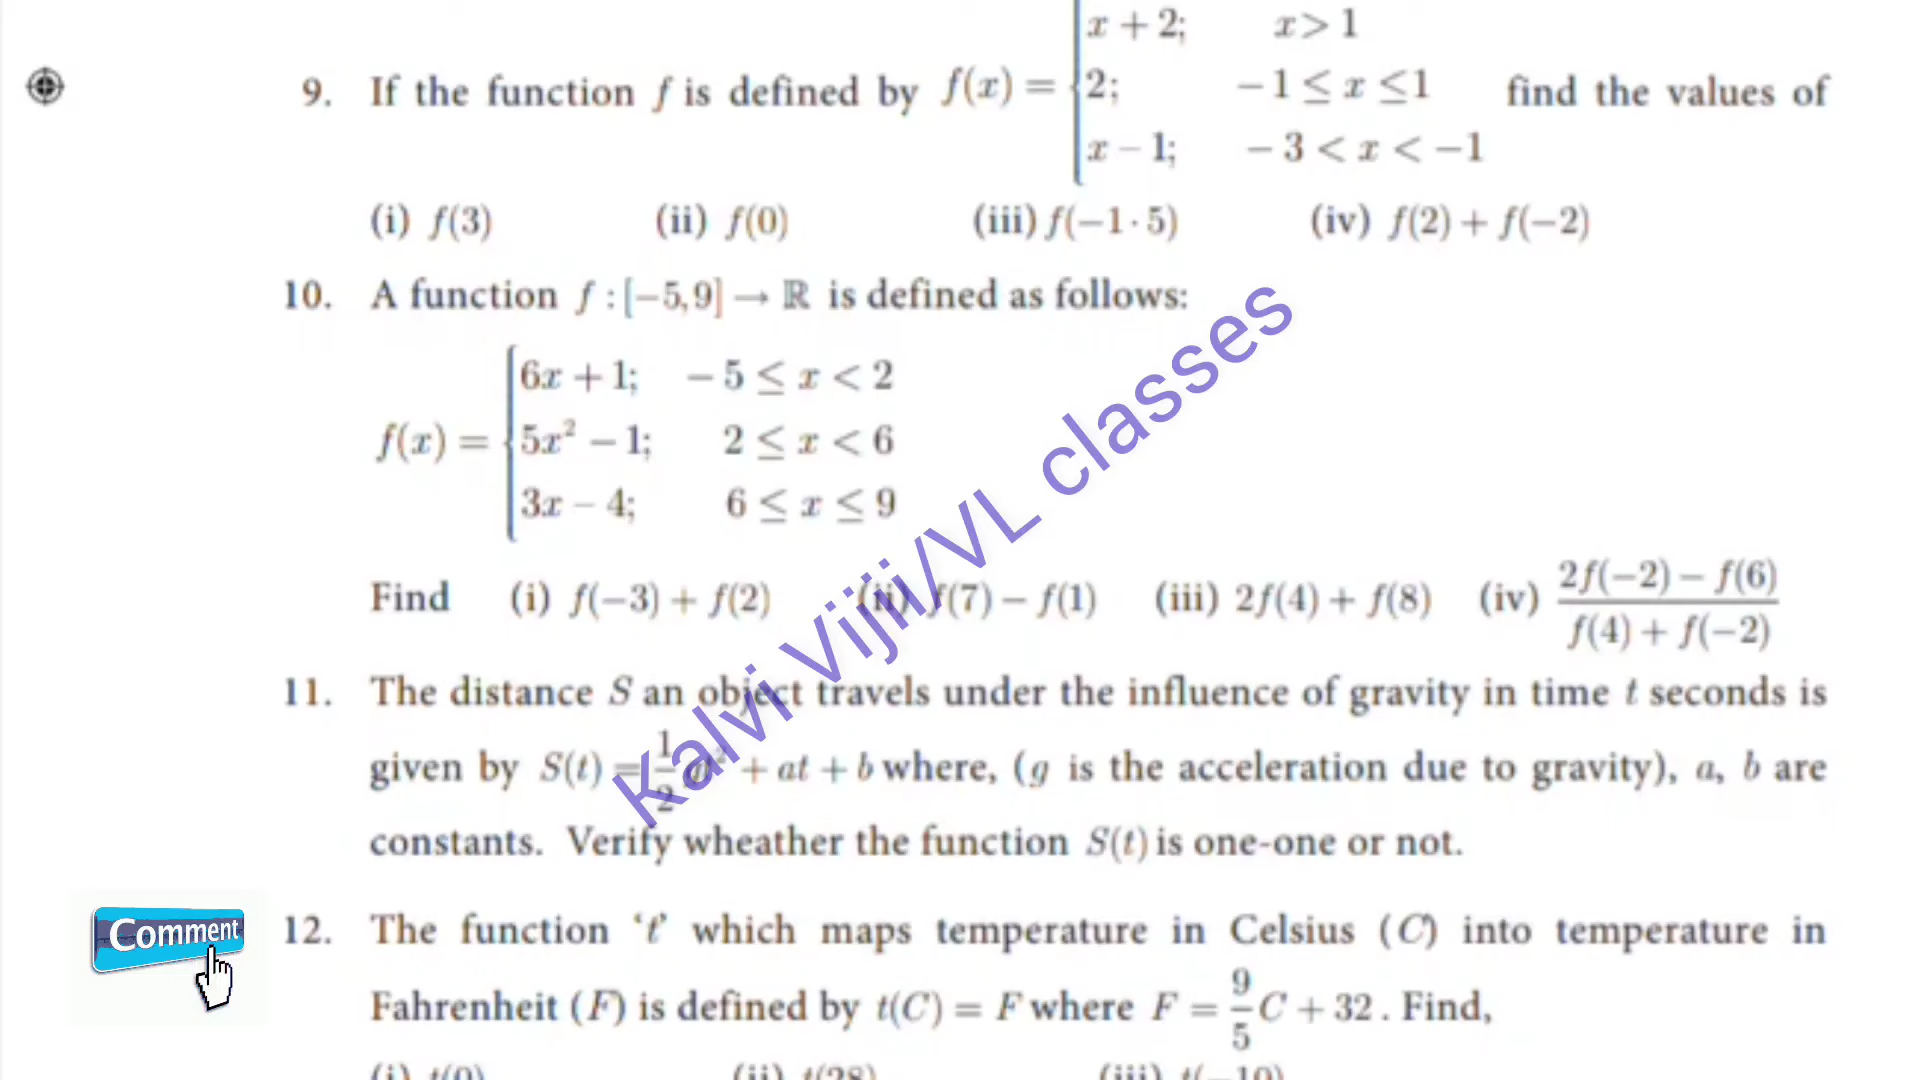 x + 2; x > 1
9. If the function f is defined by f(x) = 2; −1 ≤ x ≤ 1 find the values of
x − 1; −3 < x < −1
(i) f(3) (ii) f(0) (iii) f(−1·5) (iv) f(2) + f(−2)
10. A function f : [−5,9] → ℝ is defined as follows:
6x + 1; −5 ≤ x < 2
f(x) = 5x² − 1; 2 ≤ x < 6
3x − 4; 6 ≤ x ≤ 9
Find (i) f(−3) + f(2) (ii) f(7) − f(1) (iii) 2f(4) + f(8) (iv) 2f(−2) − f(6) / f(4) + f(−2)
11. The distance S an object travels under the influence of gravity in time t seconds is
given by S(t) = 1/2 gt² + at + b where, (g is the acceleration due to gravity), a, b are
constants. Verify wheather the function S(t) is one-one or not.
12. The function ‘t’ which maps temperature in Celsius (C) into temperature in
Fahrenheit (F) is defined by t(C) = F where F = 9/5 C + 32. Find,
(i) t(0) (ii) t(28) (iii) t(−10)
Kalvi Vijji/VL classes
Comment